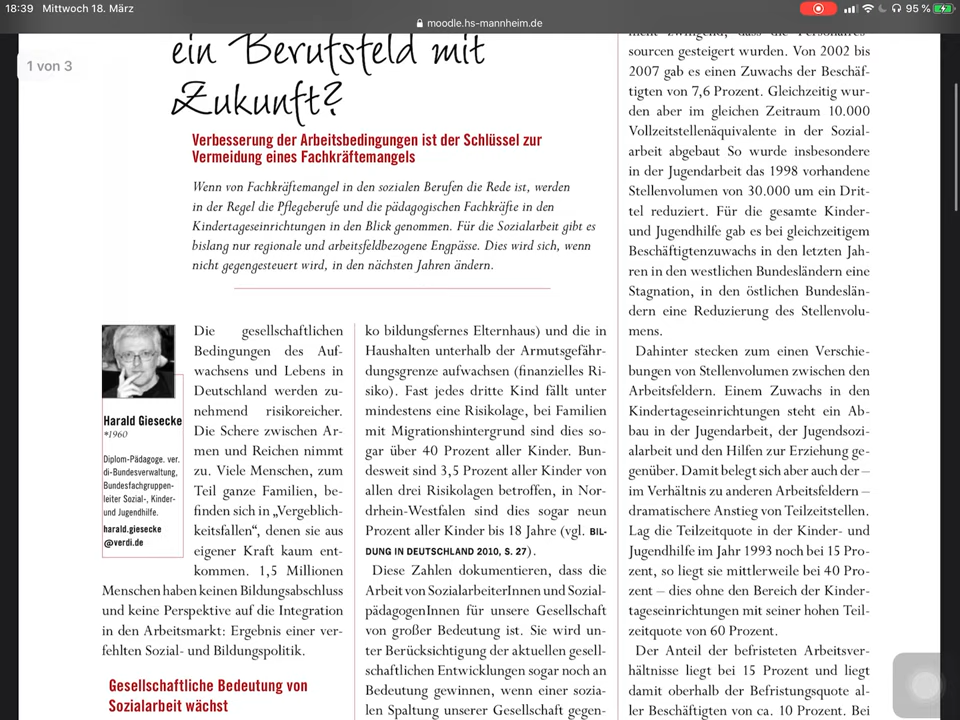 18:39 Mittwoch 18. März
95 %
moodle.hs-mannheim.de
1 von 3
ein Berufsfeld mit
Zukunft?
Verbesserung der Arbeitsbedingungen ist der Schlüssel zur
Vermeidung eines Fachkräftemangels
Wenn von Fachkräftemangel in den sozialen Berufen die Rede ist, werden
in der Regel die Pflegeberufe und die pädagogischen Fachkräfte in den
Kindertageseinrichtungen in den Blick genommen. Für die Sozialarbeit gibt es
bislang nur regionale und arbeitsfeldbezogene Engpässe. Dies wird sich, wenn
nicht gegengesteuert wird, in den nächsten Jahren ändern.
Harald Giesecke
*1960
Diplom-Pädagoge. ver.
di-Bundesverwaltung,
Bundesfachgruppen-
leiter Sozial-, Kinder-
und Jugendhilfe.
harald.giesecke
@verdi.de
Die gesellschaftlichen
Bedingungen des Auf-
wachsens und Lebens in
Deutschland werden zu-
nehmend risikoreicher.
Die Schere zwischen Ar-
men und Reichen nimmt
zu. Viele Menschen, zum
Teil ganze Familien, be-
finden sich in „Vergeblich-
keitsfallen“, denen sie aus
eigener Kraft kaum ent-
kommen. 1,5 Millionen
Menschen haben keinen Bildungsabschluss
und keine Perspektive auf die Integration
in den Arbeitsmarkt: Ergebnis einer ver-
fehlten Sozial- und Bildungspolitik.
Gesellschaftliche Bedeutung von
Sozialarbeit wächst
ko bildungsfernes Elternhaus) und die in
Haushalten unterhalb der Armutsgefähr-
dungsgrenze aufwachsen (finanzielles Ri-
siko). Fast jedes dritte Kind fällt unter
mindestens eine Risikolage, bei Familien
mit Migrationshintergrund sind dies so-
gar über 40 Prozent aller Kinder. Bun-
desweit sind 3,5 Prozent aller Kinder von
allen drei Risikolagen betroffen, in Nor-
drhein-Westfalen sind dies sogar neun
Prozent aller Kinder bis 18 Jahre (vgl. BIL-
DUNG IN DEUTSCHLAND 2010, S. 27).
Diese Zahlen dokumentieren, dass die
Arbeit von SozialarbeiterInnen und Sozial-
pädagogenInnen für unsere Gesellschaft
von großer Bedeutung ist. Sie wird un-
ter Berücksichtigung der aktuellen gesell-
schaftlichen Entwicklungen sogar noch an
Bedeutung gewinnen, wenn einer sozia-
len Spaltung unserer Gesellschaft gegen-
sourcen gesteigert wurden. Von 2002 bis
2007 gab es einen Zuwachs der Beschäf-
tigten von 7,6 Prozent. Gleichzeitig wur-
den aber im gleichen Zeitraum 10.000
Vollzeitstellenäquivalente in der Sozial-
arbeit abgebaut So wurde insbesondere
in der Jugendarbeit das 1998 vorhandene
Stellenvolumen von 30.000 um ein Drit-
tel reduziert. Für die gesamte Kinder-
und Jugendhilfe gab es bei gleichzeitigem
Beschäftigtenzuwachs in den letzten Jah-
ren in den westlichen Bundesländern eine
Stagnation, in den östlichen Bundeslän-
dern eine Reduzierung des Stellenvolu-
mens.
Dahinter stecken zum einen Verschie-
bungen von Stellenvolumen zwischen den
Arbeitsfeldern. Einem Zuwachs in den
Kindertageseinrichtungen steht ein Ab-
bau in der Jugendarbeit, der Jugendsozi-
alarbeit und den Hilfen zur Erziehung ge-
genüber. Damit belegt sich aber auch der –
im Verhältnis zu anderen Arbeitsfeldern –
dramatischere Anstieg von Teilzeitstellen.
Lag die Teilzeitquote in der Kinder- und
Jugendhilfe im Jahr 1993 noch bei 15 Pro-
zent, so liegt sie mittlerweile bei 40 Pro-
zent – dies ohne den Bereich der Kinder-
tageseinrichtungen mit seiner hohen Teil-
zeitquote von 60 Prozent.
Der Anteil der befristeten Arbeitsver-
hältnisse liegt bei 15 Prozent und liegt
damit oberhalb der Befristungsquote al-
ler Beschäftigten von ca. 10 Prozent. Bei